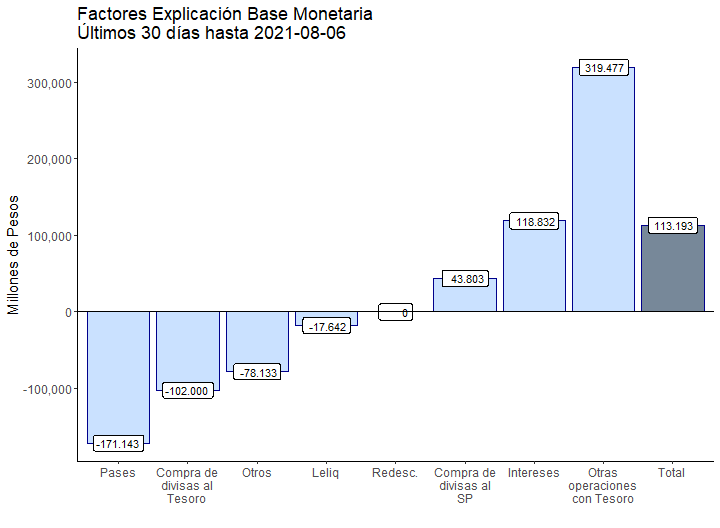 Factores Explicación Base Monetaria
Últimos 30 días hasta 2021-08-06
Millones de Pesos
300,000
200,000
100,000
0
-100,000
-171.143
-102.000
-78.133
-17.642
0
43.803
118.832
319.477
113.193
Pases
Compra de
divisas al
Tesoro
Otros
Leliq
Redesc.
Compra de
divisas al
SP
Intereses
Otras
operaciones
con Tesoro
Total